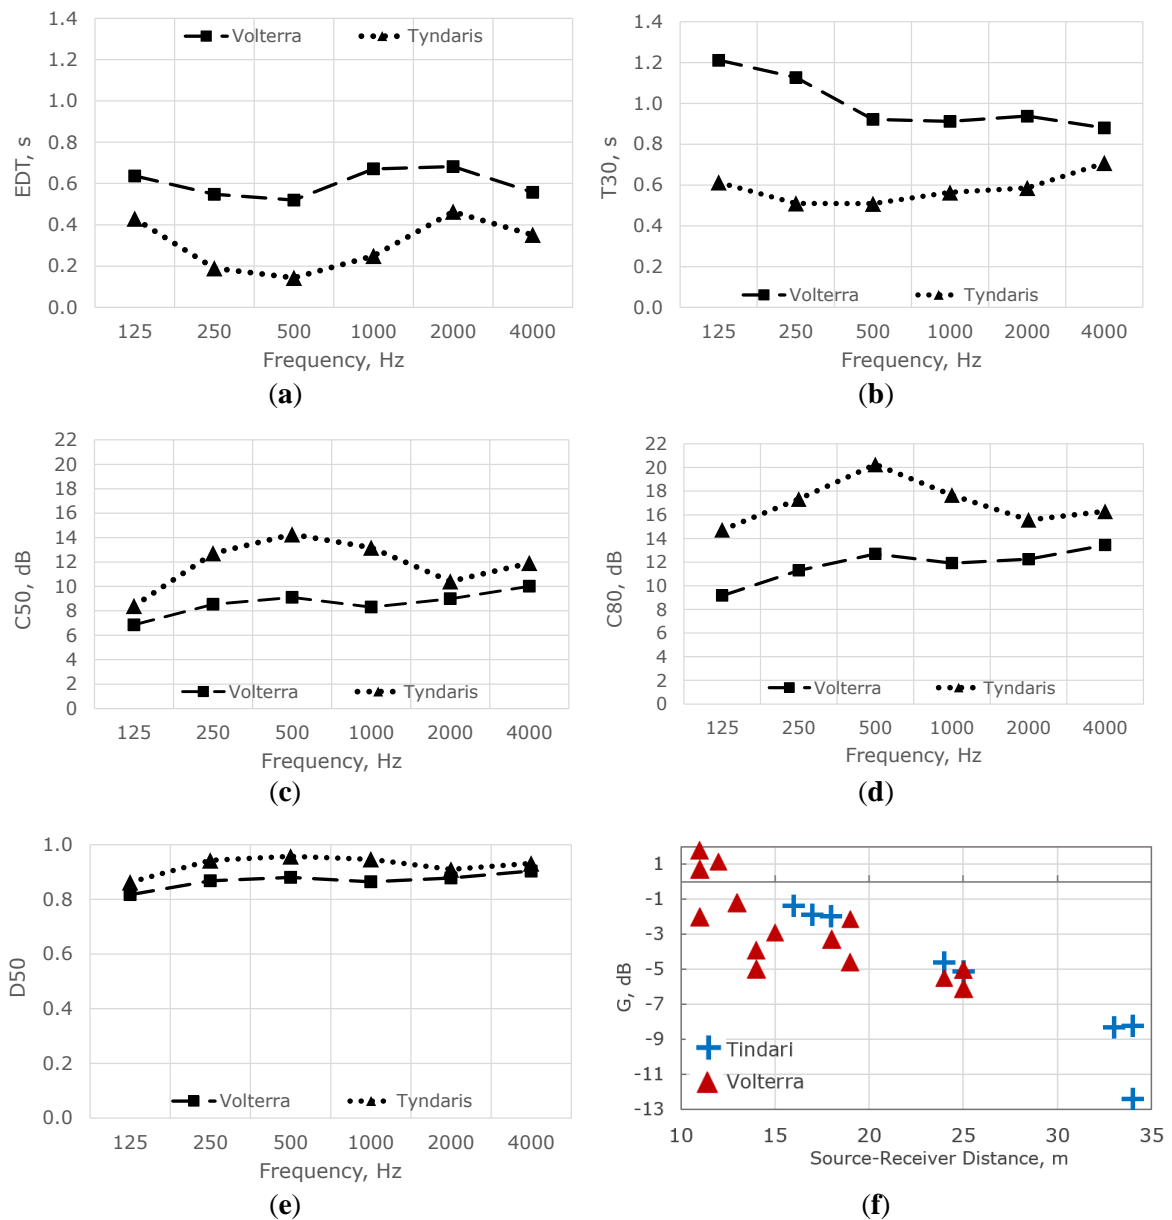 1.4
1.2
1.0
0.8
0.6
0.4
0.2
0.0
EDT, s
Volterra
Tyndaris
125 250 500 1000 2000 4000
Frequency, Hz
(a)
1.4
1.2
1.0
0.8
0.6
0.4
0.2
0.0
T30, s
Volterra
Tyndaris
125 250 500 1000 2000 4000
Frequency, Hz
(b)
22
20
18
16
14
12
10
8
6
4
2
0
C50, dB
Volterra
Tyndaris
125 250 500 1000 2000 4000
Frequency, Hz
(c)
22
20
18
16
14
12
10
8
6
4
2
0
C80, dB
Volterra
Tyndaris
125 250 500 1000 2000 4000
Frequency, Hz
(d)
1.0
0.8
0.6
0.4
0.2
0.0
D50
Volterra
Tyndaris
125 250 500 1000 2000 4000
Frequency, Hz
(e)
1
-1
-3
-5
-7
-9
-11
-13
G, dB
Tindari
Volterra
10 15 20 25 30 35
Source-Receiver Distance, m
(f)